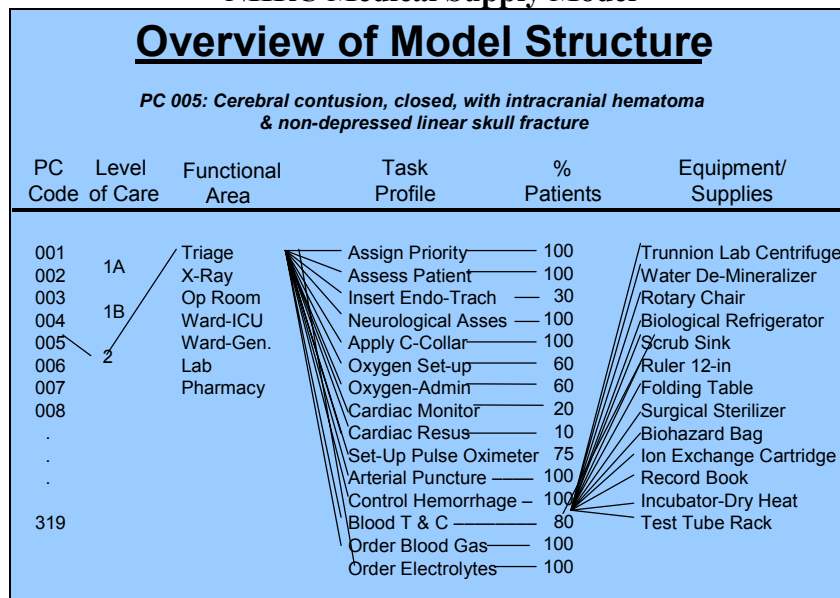 NHRC Medical Supply Model
Overview of Model Structure
PC 005: Cerebral contusion, closed, with intracranial hematoma
& non-depressed linear skull fracture
PC Level Functional Task % Equipment/
Code of Care Area Profile Patients Supplies
001 Triage Assign Priority 100 Trunnion Lab Centrifuge
1A
002 X-Ray Assess Patient 100 Water De-Mineralizer
003 Op Room Insert Endo-Trach 30 Rotary Chair
1B
004 Ward-ICU Neurological Asses 100 Biological Refrigerator
005 Ward-Gen. Apply C-Collar 100 Scrub Sink
2
006 Lab Oxygen Set-up 60 Ruler 12-in
007 Pharmacy Oxygen-Admin 60 Folding Table
008 Cardiac Monitor 20 Surgical Sterilizer
. Cardiac Resus 10 Biohazard Bag
. Set-Up Pulse Oximeter 75 Ion Exchange Cartridge
. Arterial Puncture 100 Record Book
Control Hemorrhage – 100 Incubator-Dry Heat
319 Blood T & C 80 Test Tube Rack
Order Blood Gas 100
Order Electrolytes 100